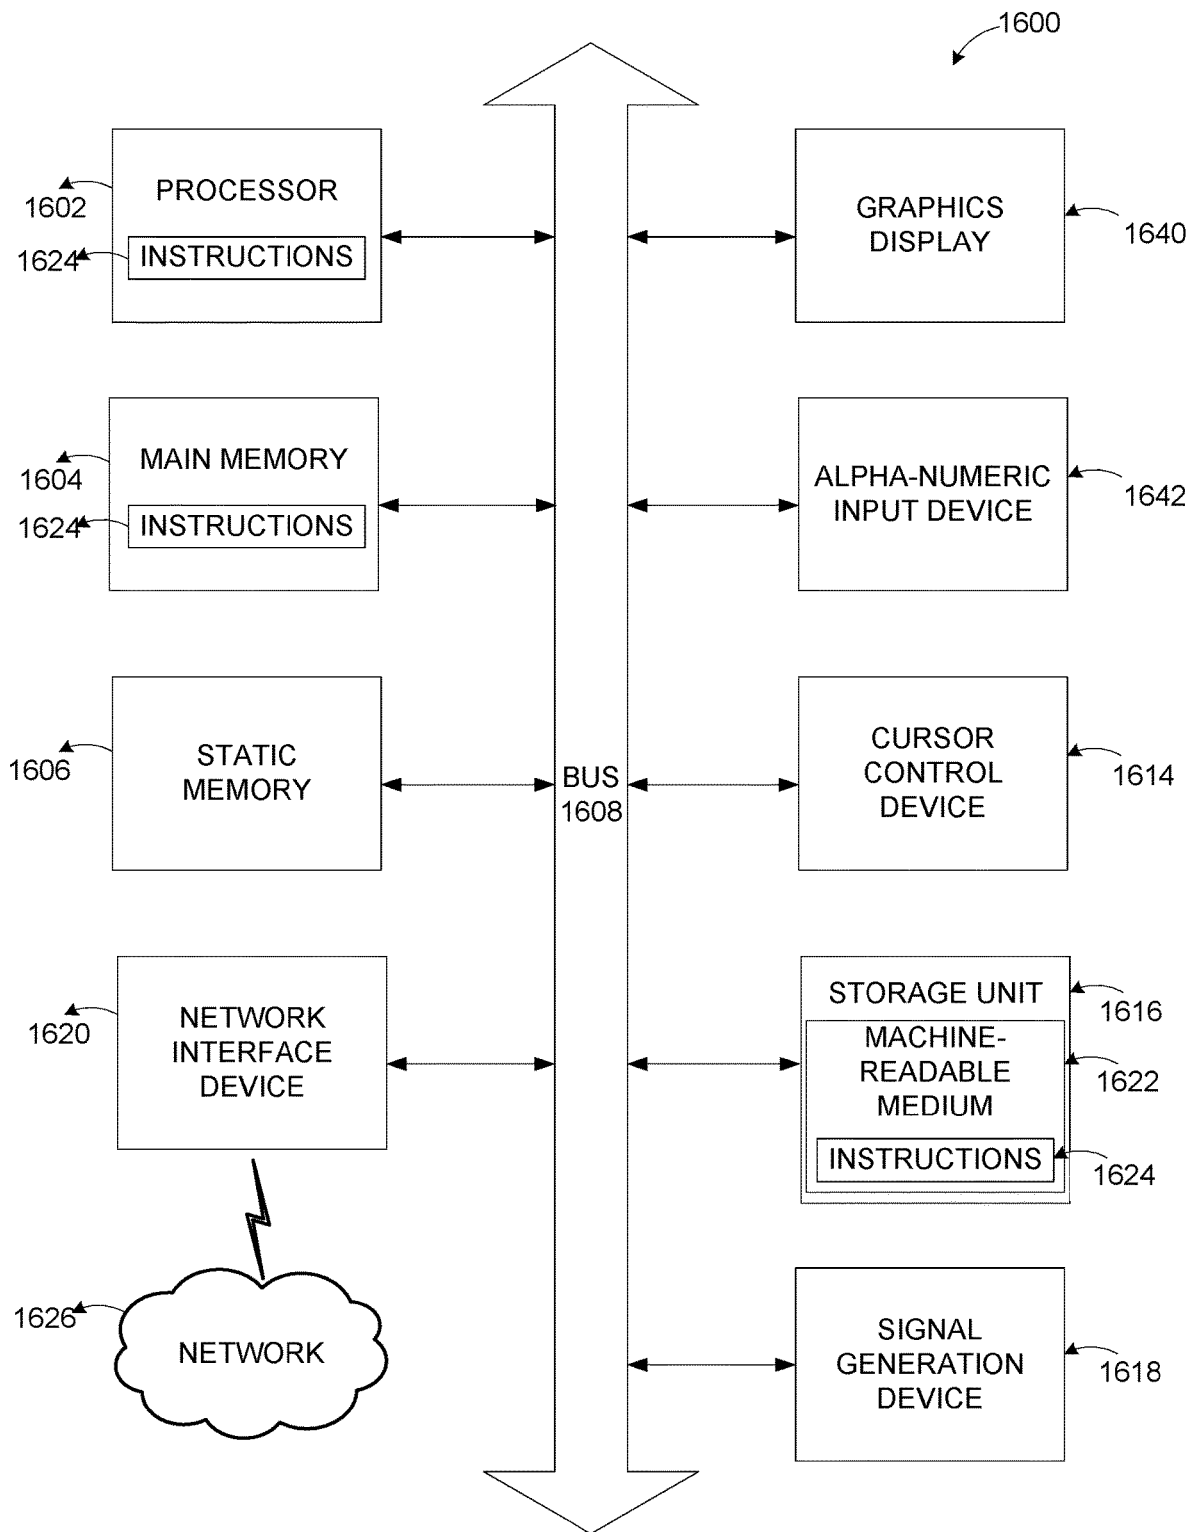 1600
PROCESSOR
1602
1624
INSTRUCTIONS
GRAPHICS
DISPLAY
1640
MAIN MEMORY
1604
1624
INSTRUCTIONS
ALPHA-NUMERIC
INPUT DEVICE
1642
STATIC
MEMORY
1606
BUS
1608
CURSOR
CONTROL
DEVICE
1614
NETWORK
INTERFACE
DEVICE
1620
STORAGE UNIT
1616
MACHINE-
READABLE
MEDIUM
1622
INSTRUCTIONS
1624
1626
NETWORK
SIGNAL
GENERATION
DEVICE
1618